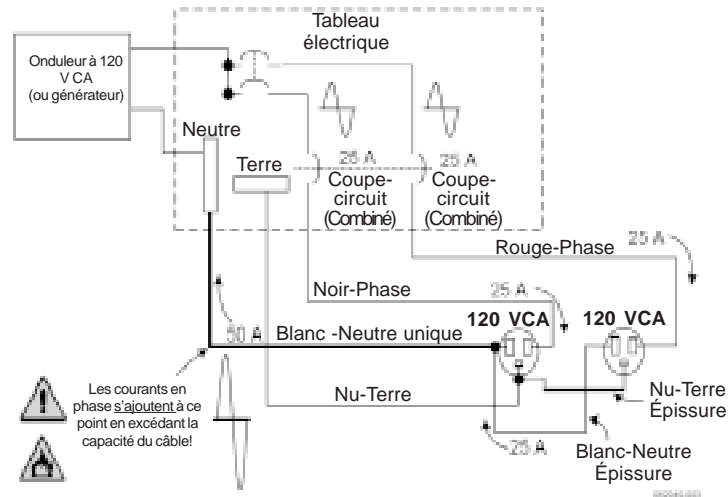 Tableau
électrique
Onduleur à 120
V CA
(ou générateur)
Neutre
Terre
25 A
25 A
Coupe-
circuit
(Combiné)
Coupe-
circuit
(Combiné)
Rouge-Phase
25 A
Noir-Phase
25 A
120 VCA
120 VCA
50 A
Blanc -Neutre unique
Les courants en
phase s'ajoutent à ce
point en excédant la
capacité du câble!
Nu-Terre
Nu-Terre
Épissure
25 A
Blanc-Neutre
Épissure